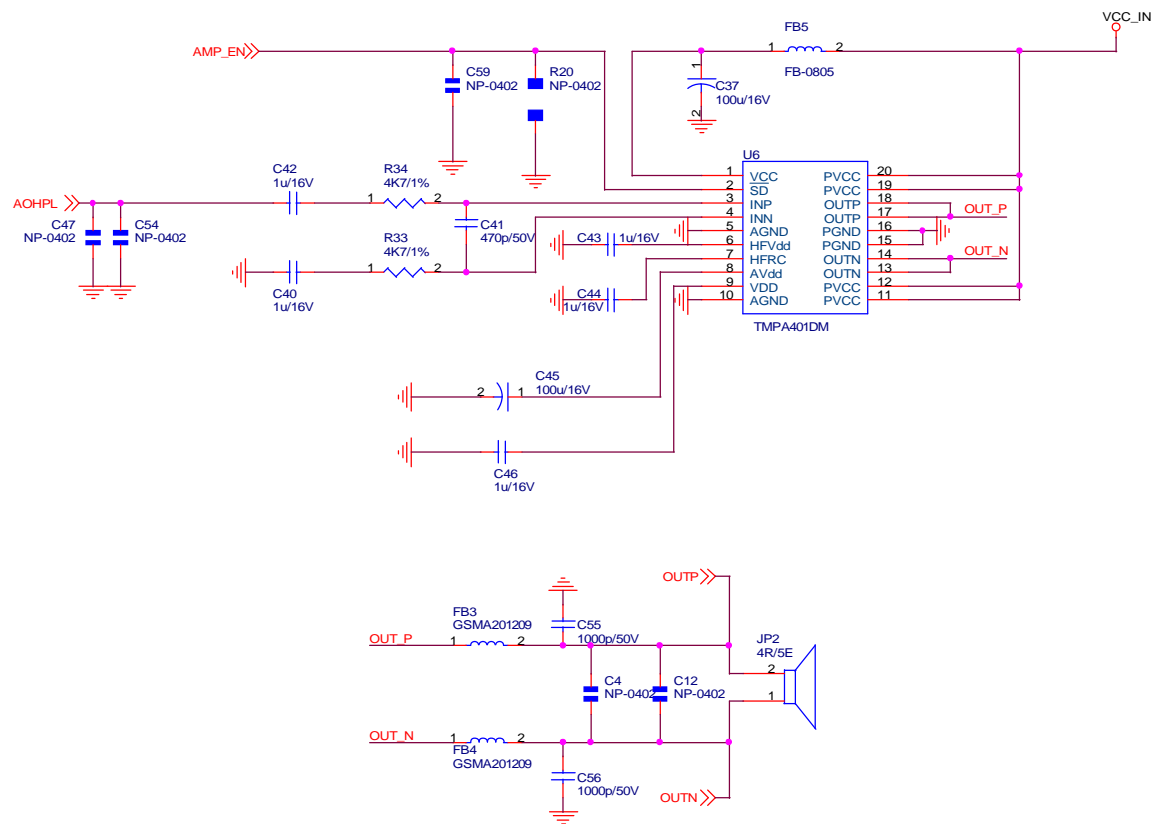 VCC_IN
FB5
1 2
FB-0805
AMP_EN
C59
NP-0402
R20
NP-0402
1
C37
100u/16V
2
U6
1 VCC PVCC 20
2 SD PVCC 19
3 INP OUTP 18
4 INN OUTP 17
5 AGND PGND 16
6 HFVdd PGND 15
7 HFRC OUTN 14
8 AVdd OUTN 13
9 VDD PVCC 12
10 AGND PVCC 11
TMPA401DM
OUT_P
OUT_N
C42
1u/16V
R34
4K7/1%
1 2
AOHPL
C47
NP-0402
C54
NP-0402
C41
470p/50V
R33
4K7/1%
1 2
C40
1u/16V
C43 1u/16V
C44
1u/16V
C45
100u/16V
2 1
C46
1u/16V
OUTP
FB3
GSMA201209
OUT_P
1 2
C55
1000p/50V
JP2
4R/5E
2
1
C4
NP-0402
C12
NP-0402
OUT_N
1 2
FB4
GSMA201209
C56
1000p/50V
OUTN